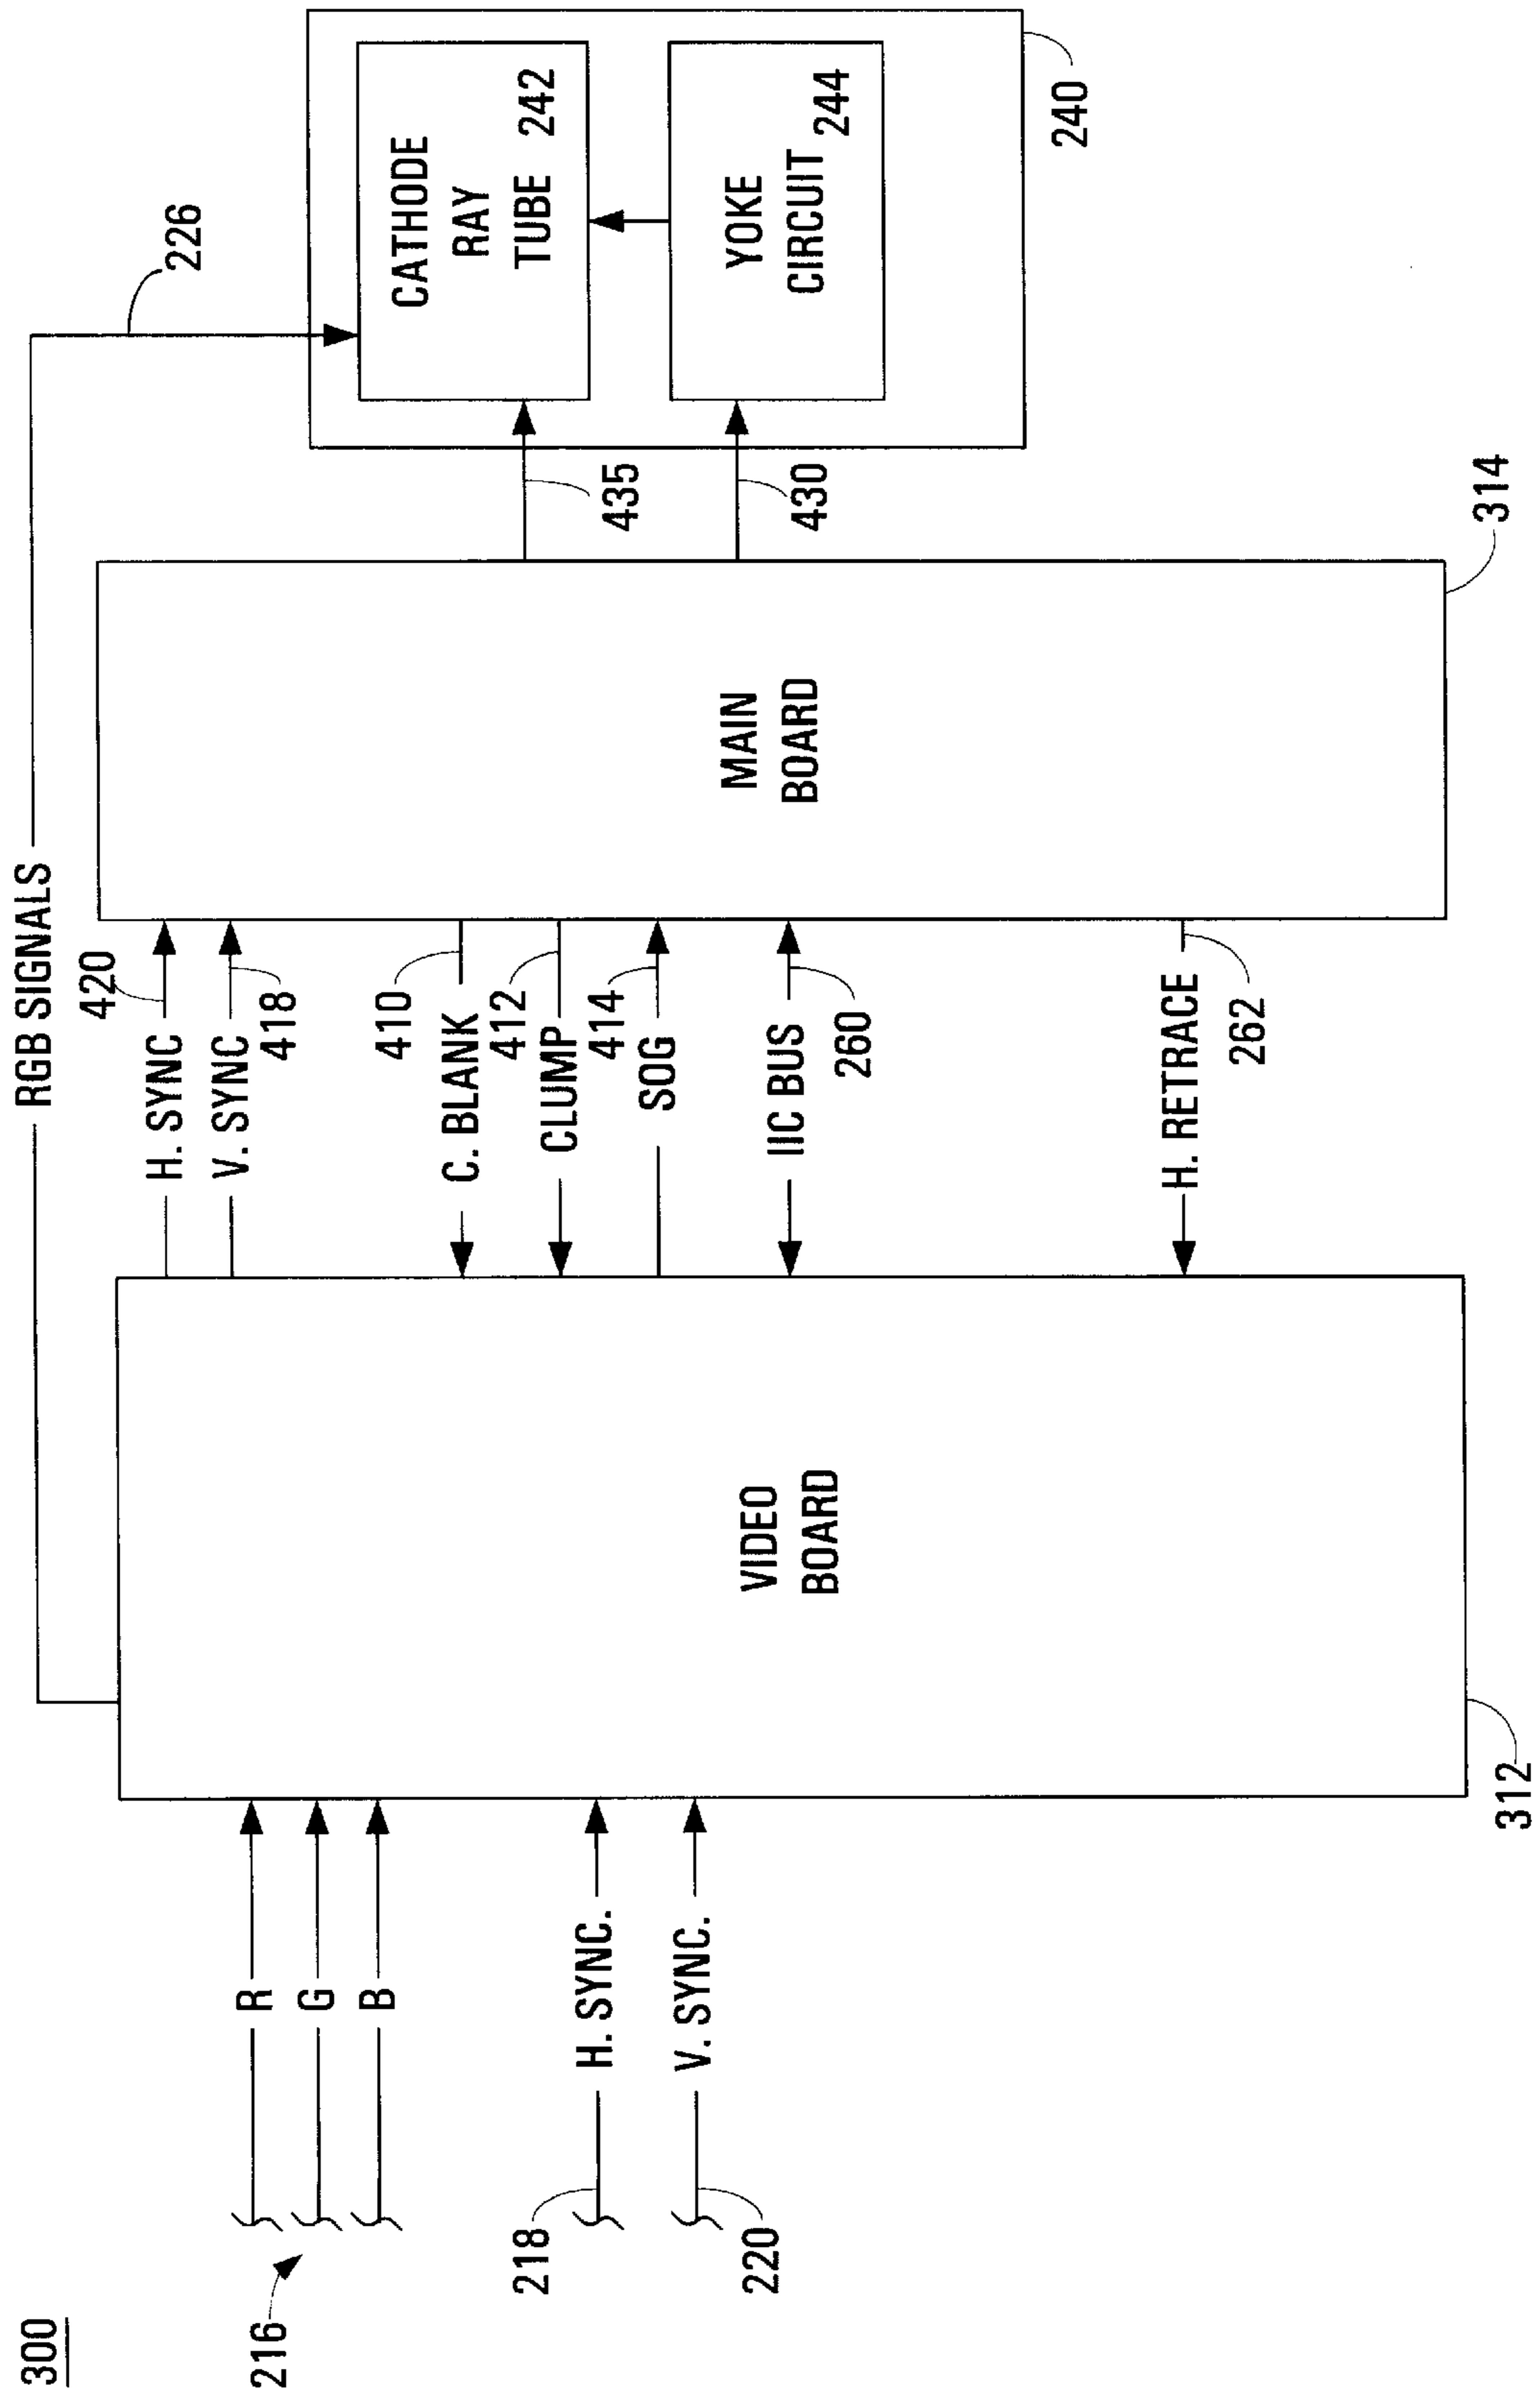 300
RGB SIGNALS
226
216
R
G
B
218
H. SYNC.
220
V. SYNC.
VIDEO
BOARD
312
H. SYNC
420
V. SYNC
418
C. BLANK
410
CLUMP
412
SOG
414
IIC BUS
260
H. RETRACE
262
MAIN
BOARD
314
435
430
CATHODE
RAY
TUBE 242
YOKE
CIRCUIT 244
240